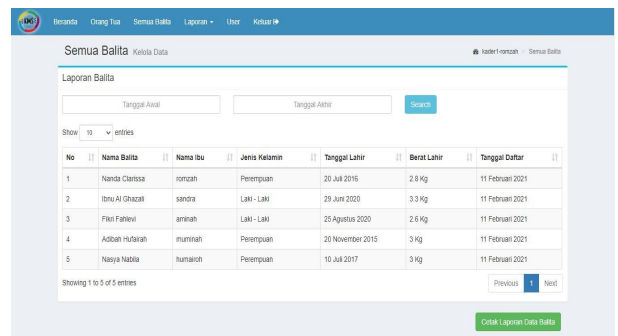 KMS
Beranda Orang Tua Semua Balita Laporan User Keluar
Semua Balita Kelola Data
kader1-romzah Semua Balita
Laporan Balita
Tanggal Awal Tanggal Akhir Search
Show 10 entries
No Nama Balita Nama Ibu Jenis Kelamin Tanggal Lahir Berat Lahir Tanggal Daftar
1 Nanda Clarissa romzah Perempuan 20 Juli 2016 2.8 Kg 11 Februari 2021
2 Ibnu Al Ghazali sandra Laki - Laki 29 Juni 2020 3.3 Kg 11 Februari 2021
3 Fikri Fahlevi aminah Laki - Laki 25 Agustus 2020 2.6 Kg 11 Februari 2021
4 Adibah Hufairah muminah Perempuan 20 November 2015 3 Kg 11 Februari 2021
5 Nasya Nabila humairoh Perempuan 10 Juli 2017 3 Kg 11 Februari 2021
Showing 1 to 5 of 5 entries
Previous 1 Next
Cetak Laporan Data Balita